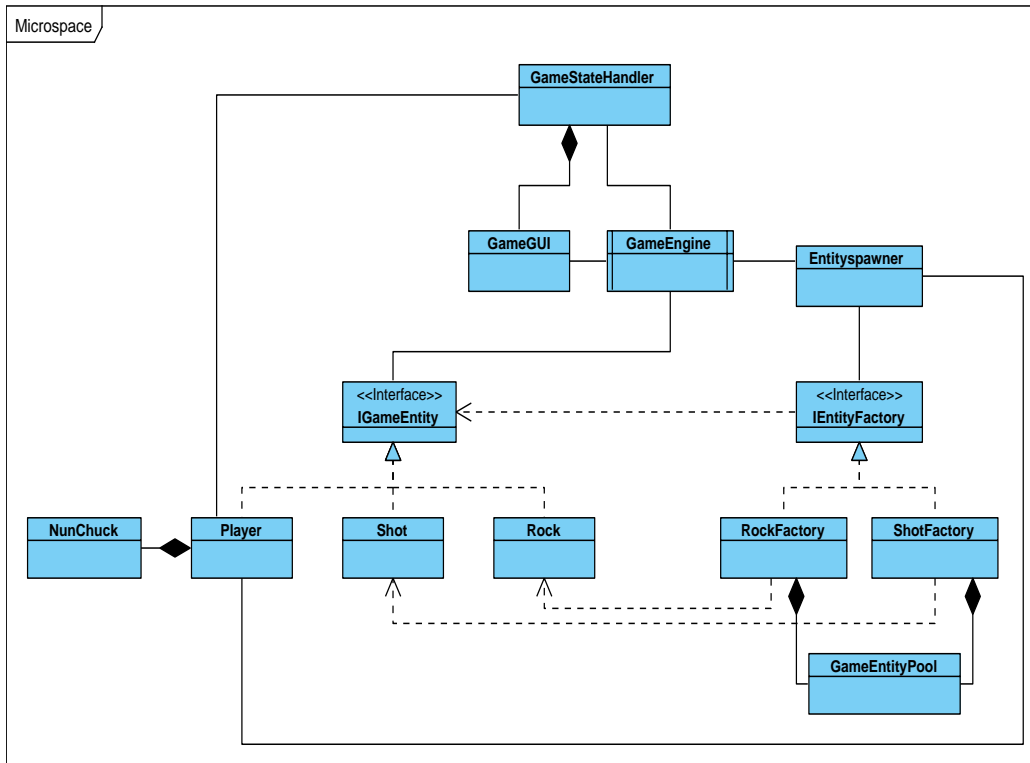 Microspace
GameStateHandler
GameGUI
GameEngine
Entityspawner
<<Interface>>
IGameEntity
<<Interface>>
IEntityFactory
NunChuck
Player
Shot
Rock
RockFactory
ShotFactory
GameEntityPool